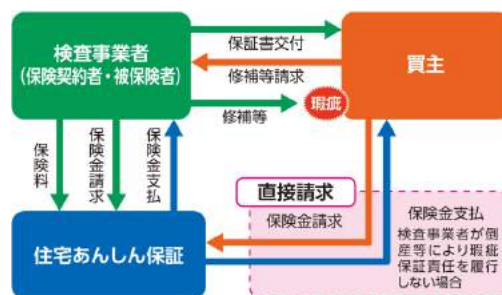 検査事業者
(保険契約者・被保険者)
保証書交付
修補等請求
買主
修補等
瑕疵
保険料
保険金請求
保険金支払
直接請求
保険金請求
保険金支払
検査事業者が倒
産等により瑕疵
保証責任を履行
しない場合
住宅あんしん保証